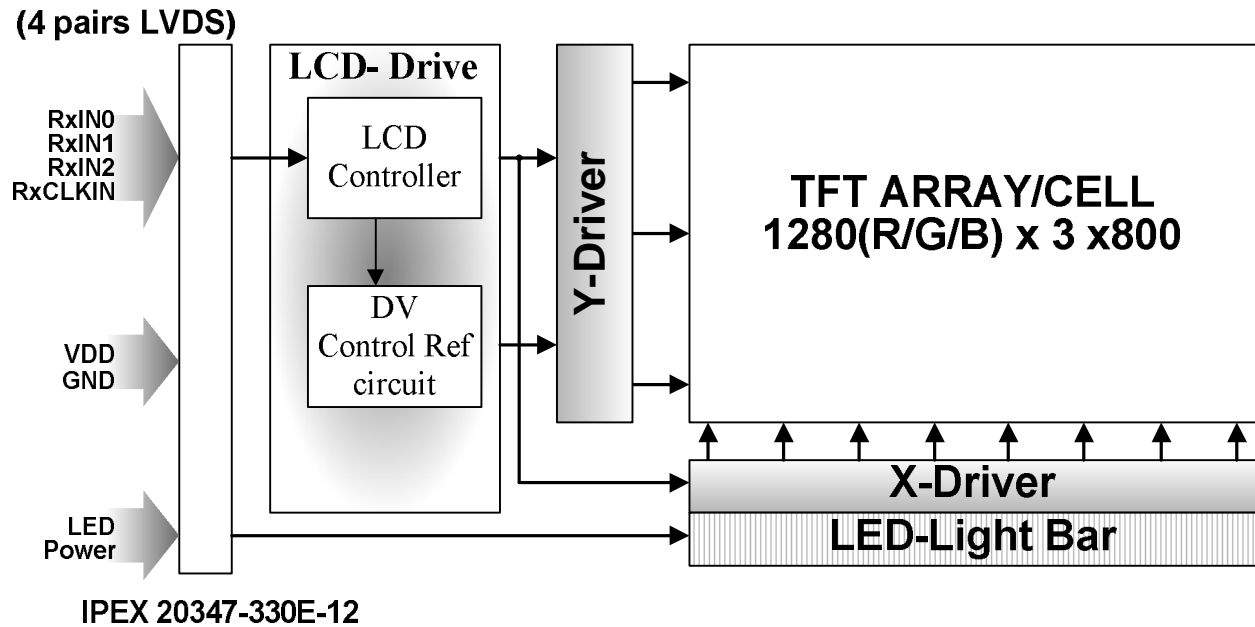 (4 pairs LVDS)
RxIN0
RxIN1
RxIN2
RxCLKIN
VDD
GND
LED
Power
IPEX 20347-330E-12
LCD- Drive
LCD
Controller
DV
Control Ref
circuit
Y-Driver
TFT ARRAY/CELL
1280(R/G/B) x 3 x800
X-Driver
LED-Light Bar